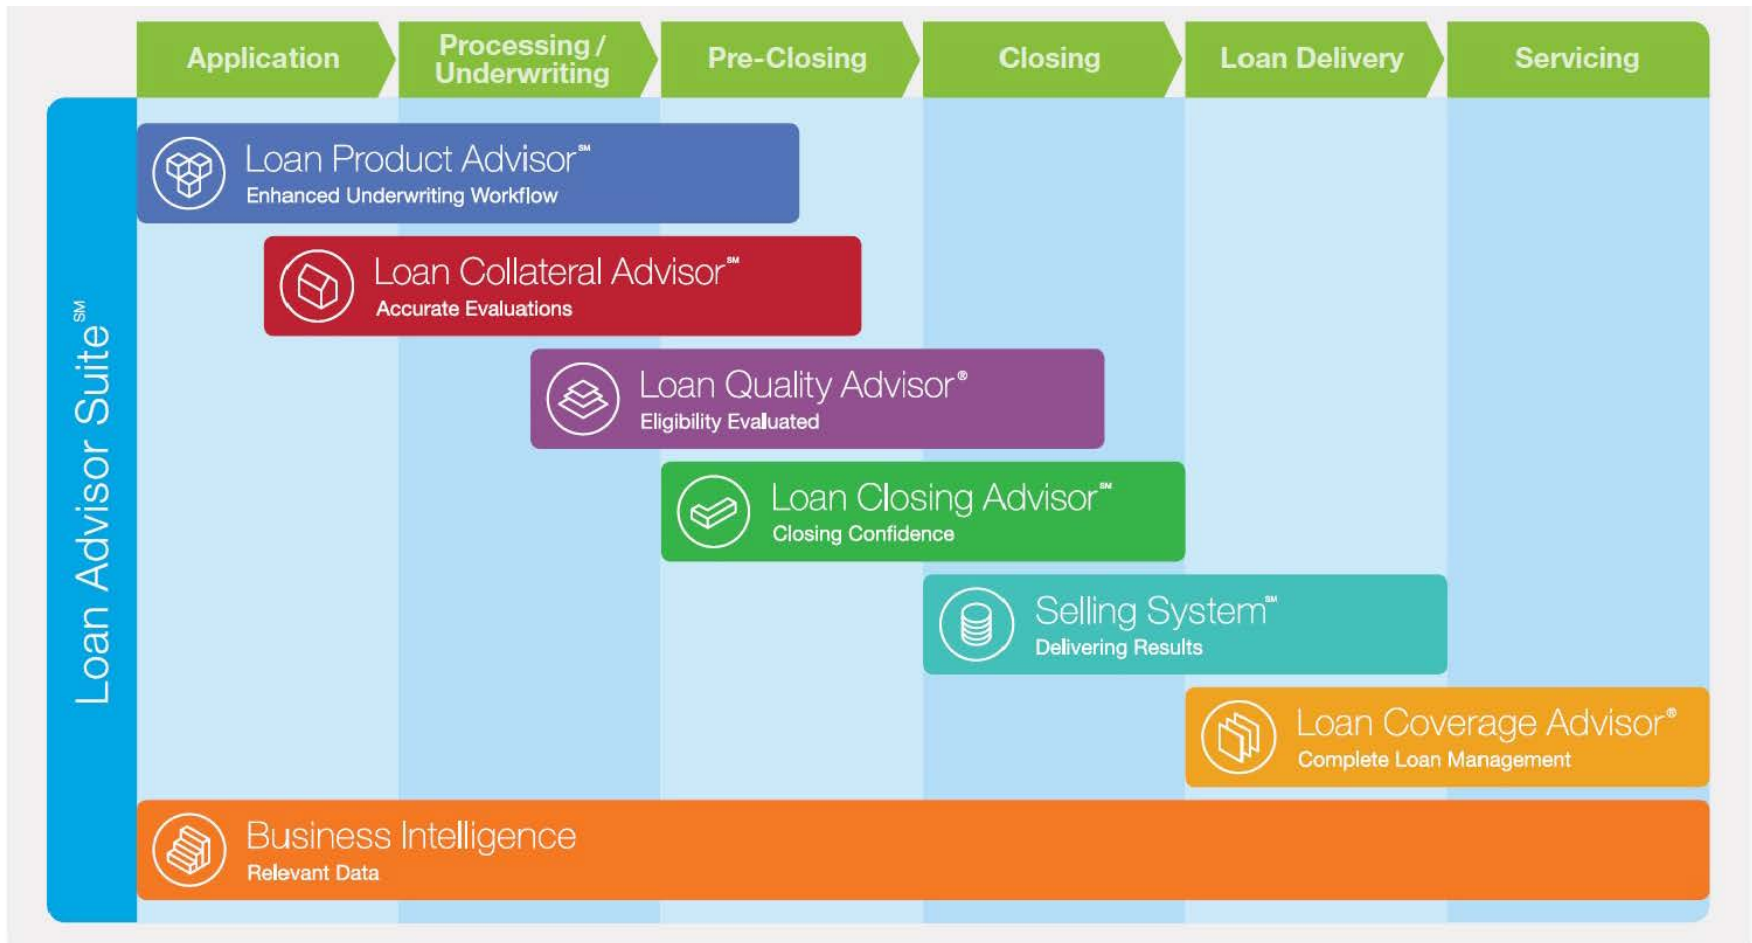 Application
Processing /
Underwriting
Pre-Closing
Closing
Loan Delivery
Servicing
Loan Advisor Suite℠
Loan Product Advisor℠
Enhanced Underwriting Workflow
Loan Collateral Advisor℠
Accurate Evaluations
Loan Quality Advisor®
Eligibility Evaluated
Loan Closing Advisor℠
Closing Confidence
Selling System℠
Delivering Results
Loan Coverage Advisor®
Complete Loan Management
Business Intelligence
Relevant Data